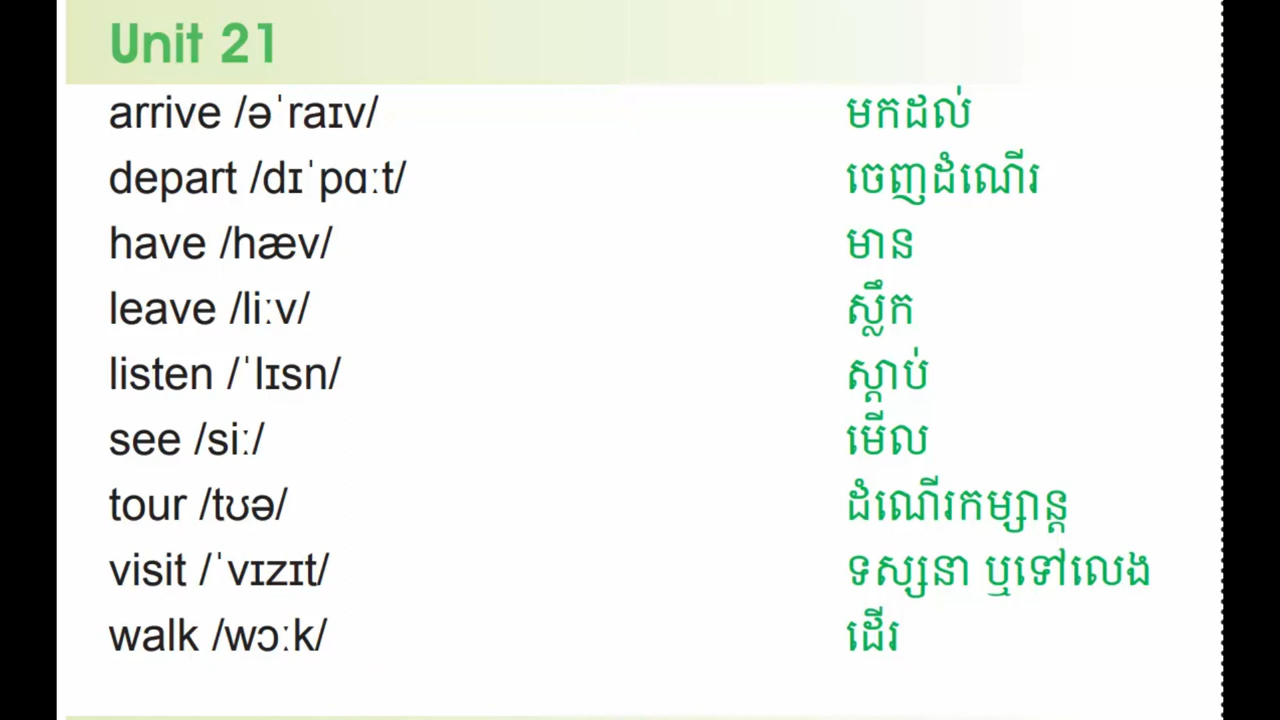 Unit 21
arrive /əˈraɪv/ មកដល់
depart /dɪˈpɑːt/ ចេញដំណើរ
have /hæv/ មាន
leave /liːv/ ស្លឹក
listen /ˈlɪsn/ ស្តាប់
see /siː/ មើល
tour /tʊə/ ដំណើរកម្សាន្ត
visit /ˈvɪzɪt/ ទស្សនា ឬទៅលេង
walk /wɔːk/ ដើរ